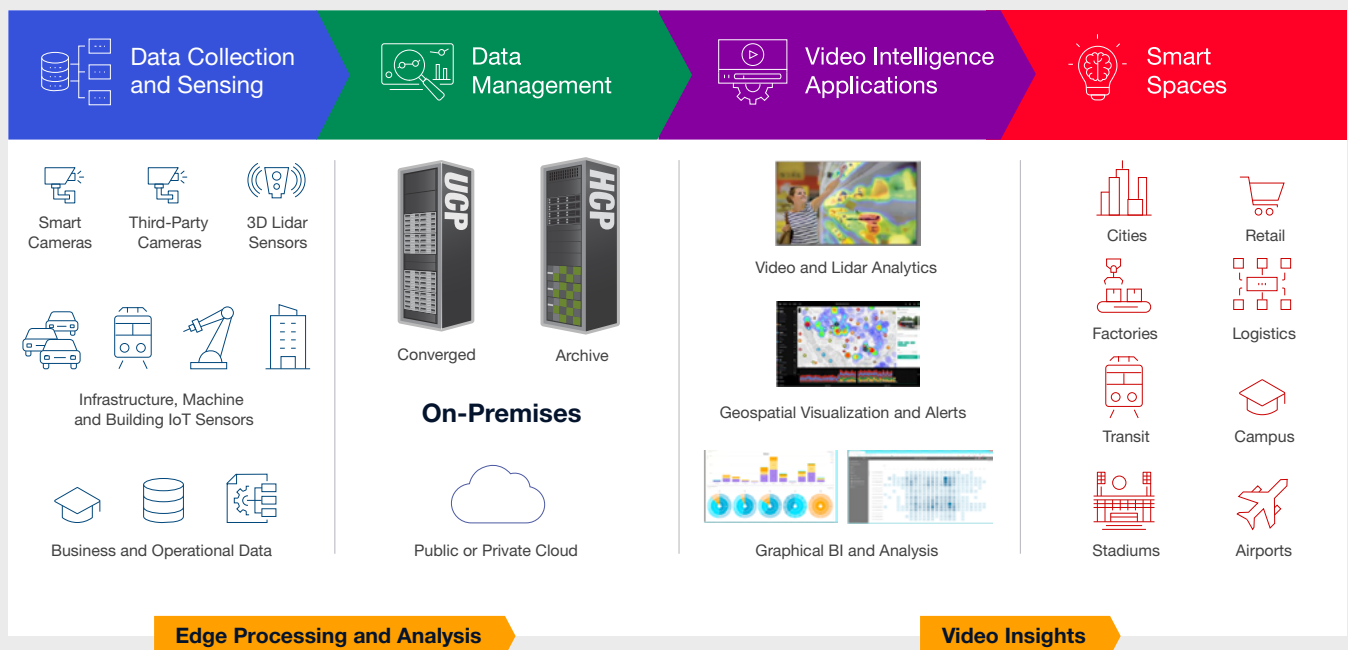 Data Collection
and Sensing
Data
Management
Video Intelligence
Applications
Smart
Spaces
Smart
Cameras
Third-Party
Cameras
3D Lidar
Sensors
Infrastructure, Machine
and Building IoT Sensors
Business and Operational Data
UCP
HCP
Converged
Archive
On-Premises
Public or Private Cloud
Video and Lidar Analytics
Geospatial Visualization and Alerts
Graphical BI and Analysis
Cities
Retail
Factories
Logistics
Transit
Campus
Stadiums
Airports
Edge Processing and Analysis
Video Insights